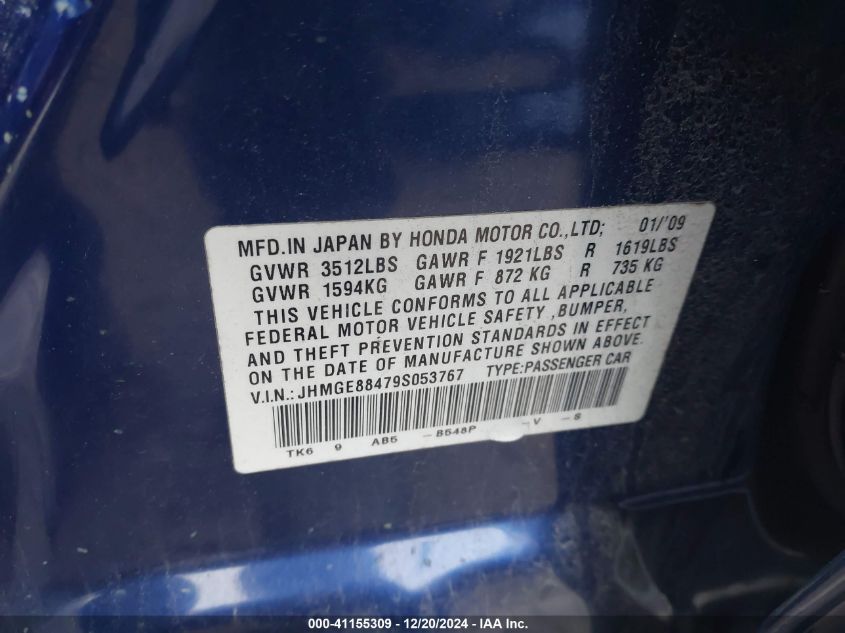 MFD.IN JAPAN BY HONDA MOTOR CO.,LTD; 01/'09
GVWR 3512LBS GAWR F 1921LBS R 1619LBS
GVWR 1594KG GAWR F 872 KG R 735 KG
THIS VEHICLE CONFORMS TO ALL APPLICABLE
FEDERAL MOTOR VEHICLE SAFETY ,BUMPER,
AND THEFT PREVENTION STANDARDS IN EFFECT
ON THE DATE OF MANUFACTURE SHOWN ABOVE.
V.I.N.: JHMGE88479S053767 TYPE:PASSENGER CAR
TK6 9 AB5 -B548P -V -S
000-41155309 - 12/20/2024 - IAA Inc.